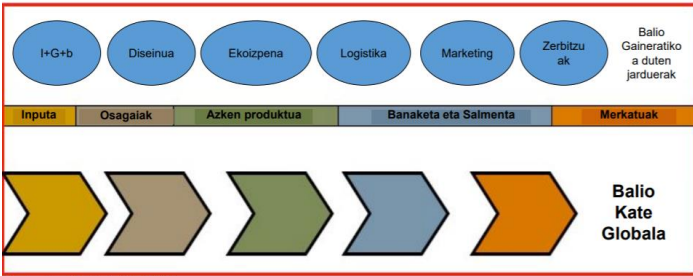 I+G+b
Diseinua
Ekoizpena
Logistika
Marketing
Zerbitzu
ak
Balio
Gaineratiko
a duten
jarduerak
Inputa
Osagaiak
Azken produktua
Banaketa eta Salmenta
Merkatuak
Balio
Kate
Globala